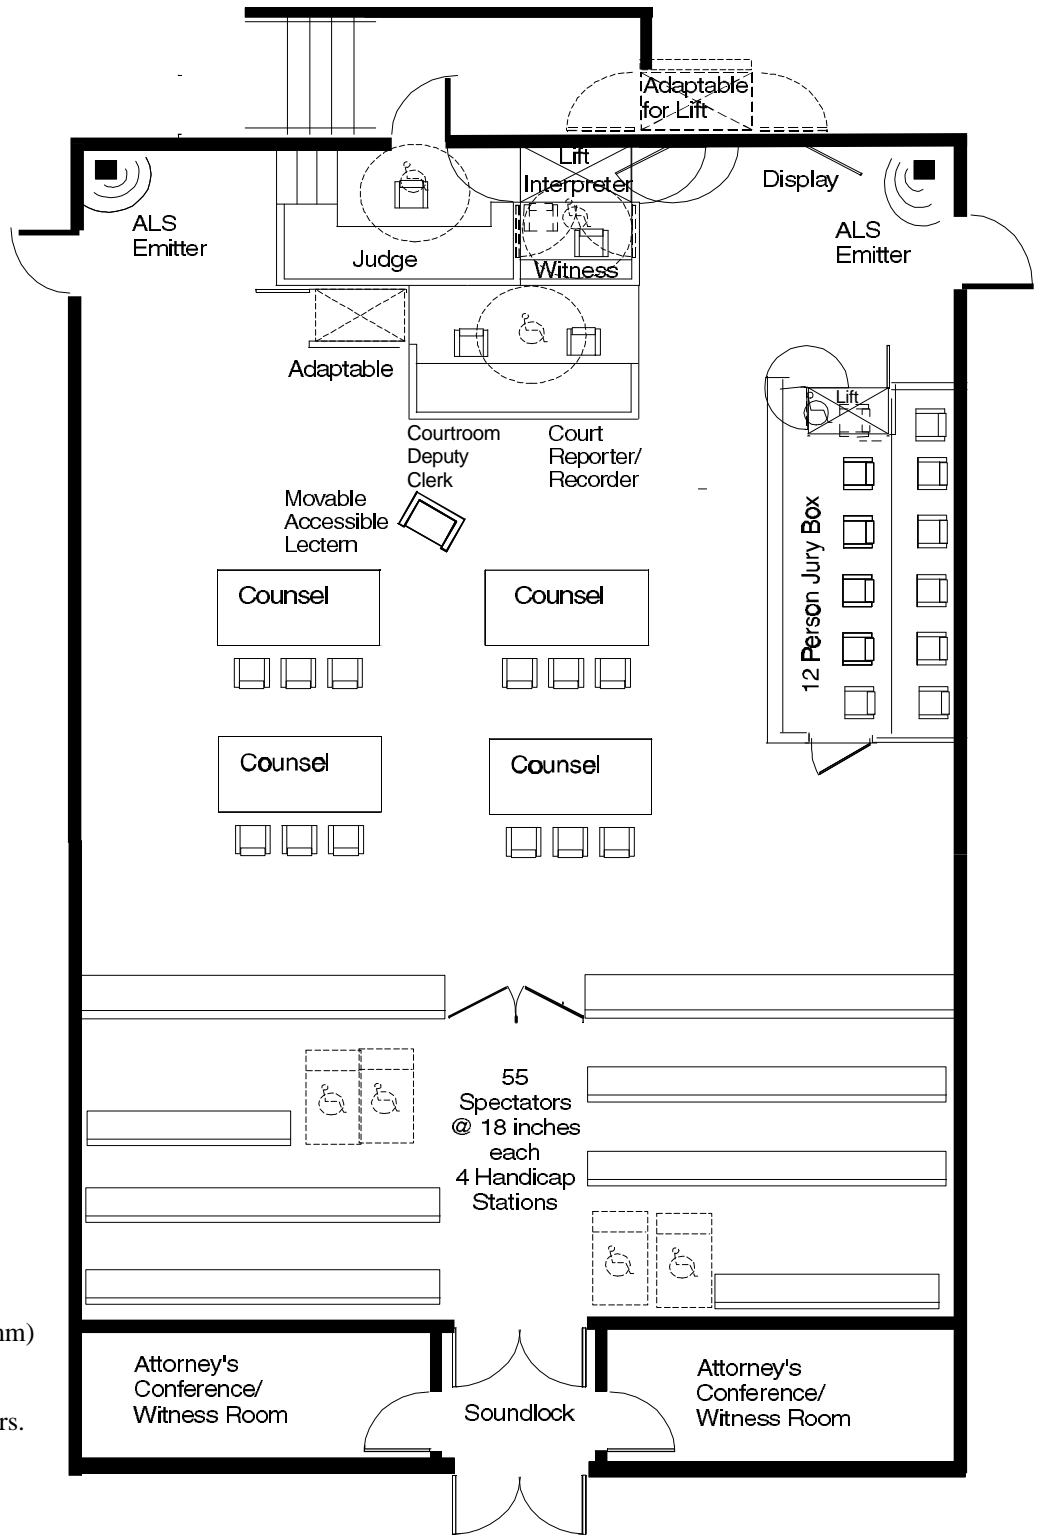 Adaptable
for Lift
Lift
Interpreter
Display
ALS
Emitter
ALS
Emitter
Judge
Witness
Adaptable
Lift
Courtroom
Deputy
Clerk
Court
Reporter/
Recorder
Movable
Accessible
Lectern
12 Person Jury Box
Counsel
Counsel
Counsel
Counsel
55
Spectators
@ 18 inches
each
4 Handicap
Stations
nm)
rs.
Attorney's
Conference/
Witness Room
Soundlock
Attorney's
Conference/
Witness Room